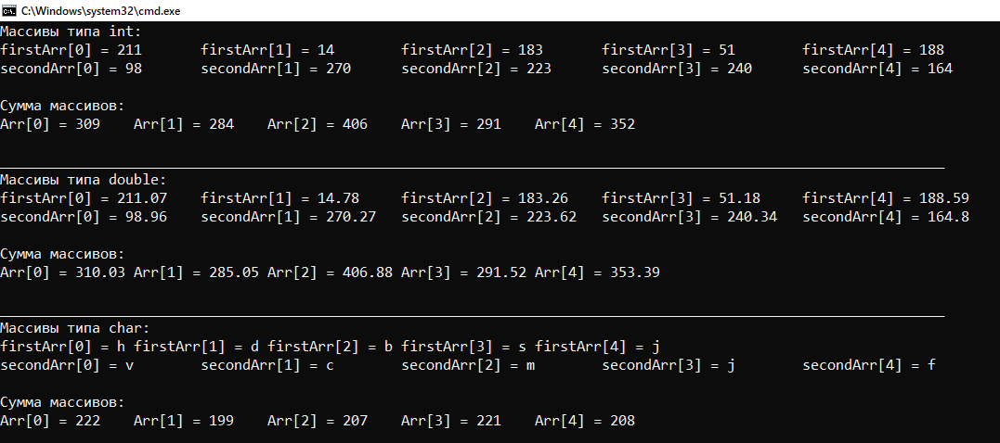 C:\Windows\system32\cmd.exe
Массивы типа int:
firstArr[0] = 211 firstArr[1] = 14 firstArr[2] = 183 firstArr[3] = 51 firstArr[4] = 188
secondArr[0] = 98 secondArr[1] = 270 secondArr[2] = 223 secondArr[3] = 240 secondArr[4] = 164
Сумма массивов:
Arr[0] = 309 Arr[1] = 284 Arr[2] = 406 Arr[3] = 291 Arr[4] = 352
Массивы типа double:
firstArr[0] = 211.07 firstArr[1] = 14.78 firstArr[2] = 183.26 firstArr[3] = 51.18 firstArr[4] = 188.59
secondArr[0] = 98.96 secondArr[1] = 270.27 secondArr[2] = 223.62 secondArr[3] = 240.34 secondArr[4] = 164.8
Сумма массивов:
Arr[0] = 310.03 Arr[1] = 285.05 Arr[2] = 406.88 Arr[3] = 291.52 Arr[4] = 353.39
Массивы типа char:
firstArr[0] = h firstArr[1] = d firstArr[2] = b firstArr[3] = s firstArr[4] = j
secondArr[0] = v secondArr[1] = c secondArr[2] = m secondArr[3] = j secondArr[4] = f
Сумма массивов:
Arr[0] = 222 Arr[1] = 199 Arr[2] = 207 Arr[3] = 221 Arr[4] = 208